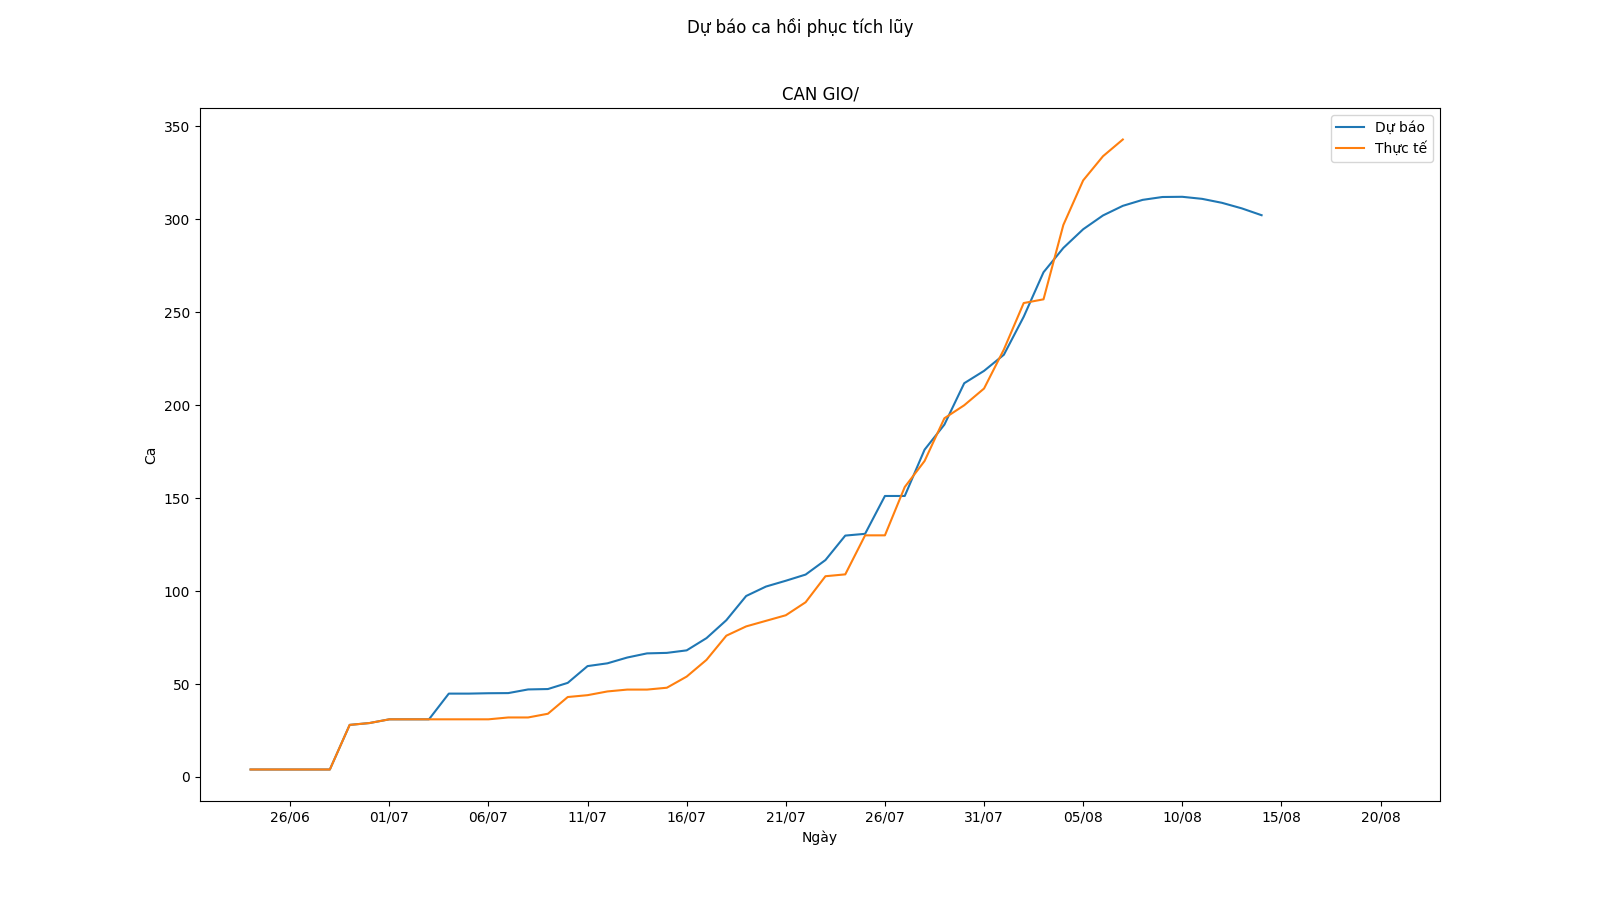 Dự báo ca hồi phục tích lũy
CAN GIO/
350
300
250
200
150
100
50
0
Ca
Dự báo
Thực tế
26/06 01/07 06/07 11/07 16/07 21/07 26/07 31/07 05/08 10/08 15/08 20/08
Ngày